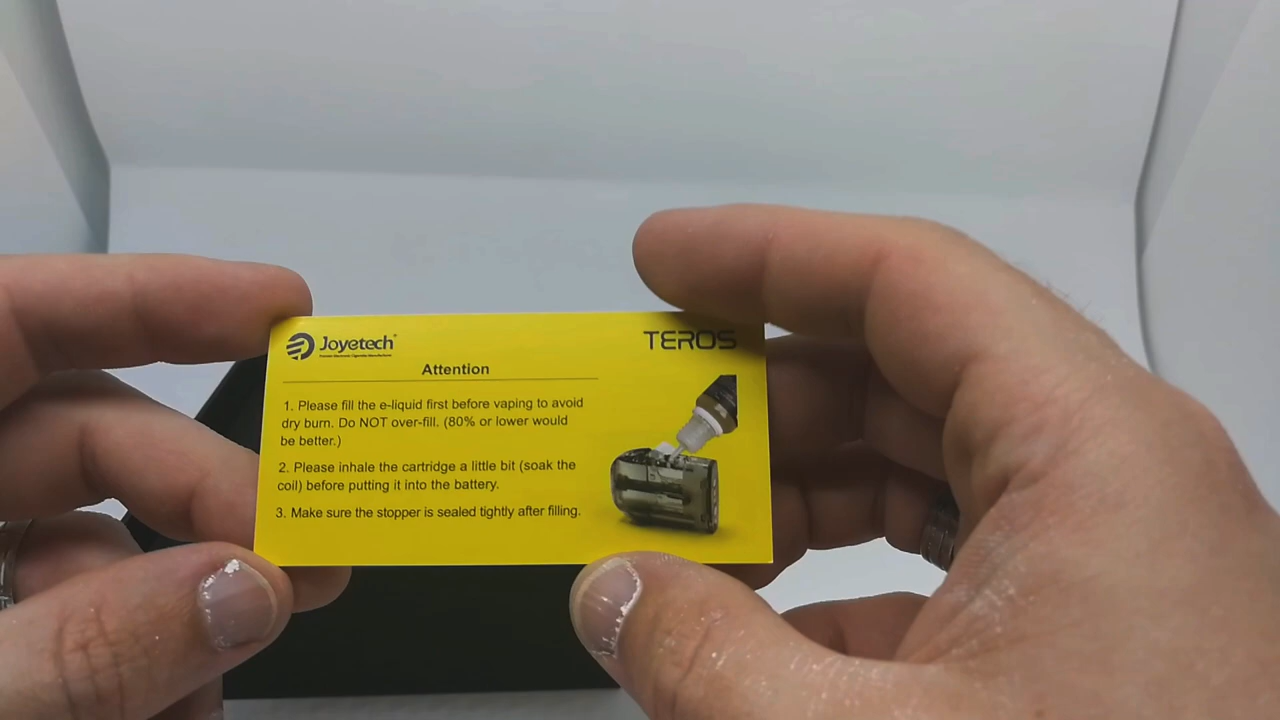 Joyetech®
TEROS
Attention
1. Please fill the e-liquid first before vaping to avoid
dry burn. Do NOT over-fill. (80% or lower would
be better.)
2. Please inhale the cartridge a little bit (soak the
coil) before putting it into the battery.
3. Make sure the stopper is sealed tightly after filling.